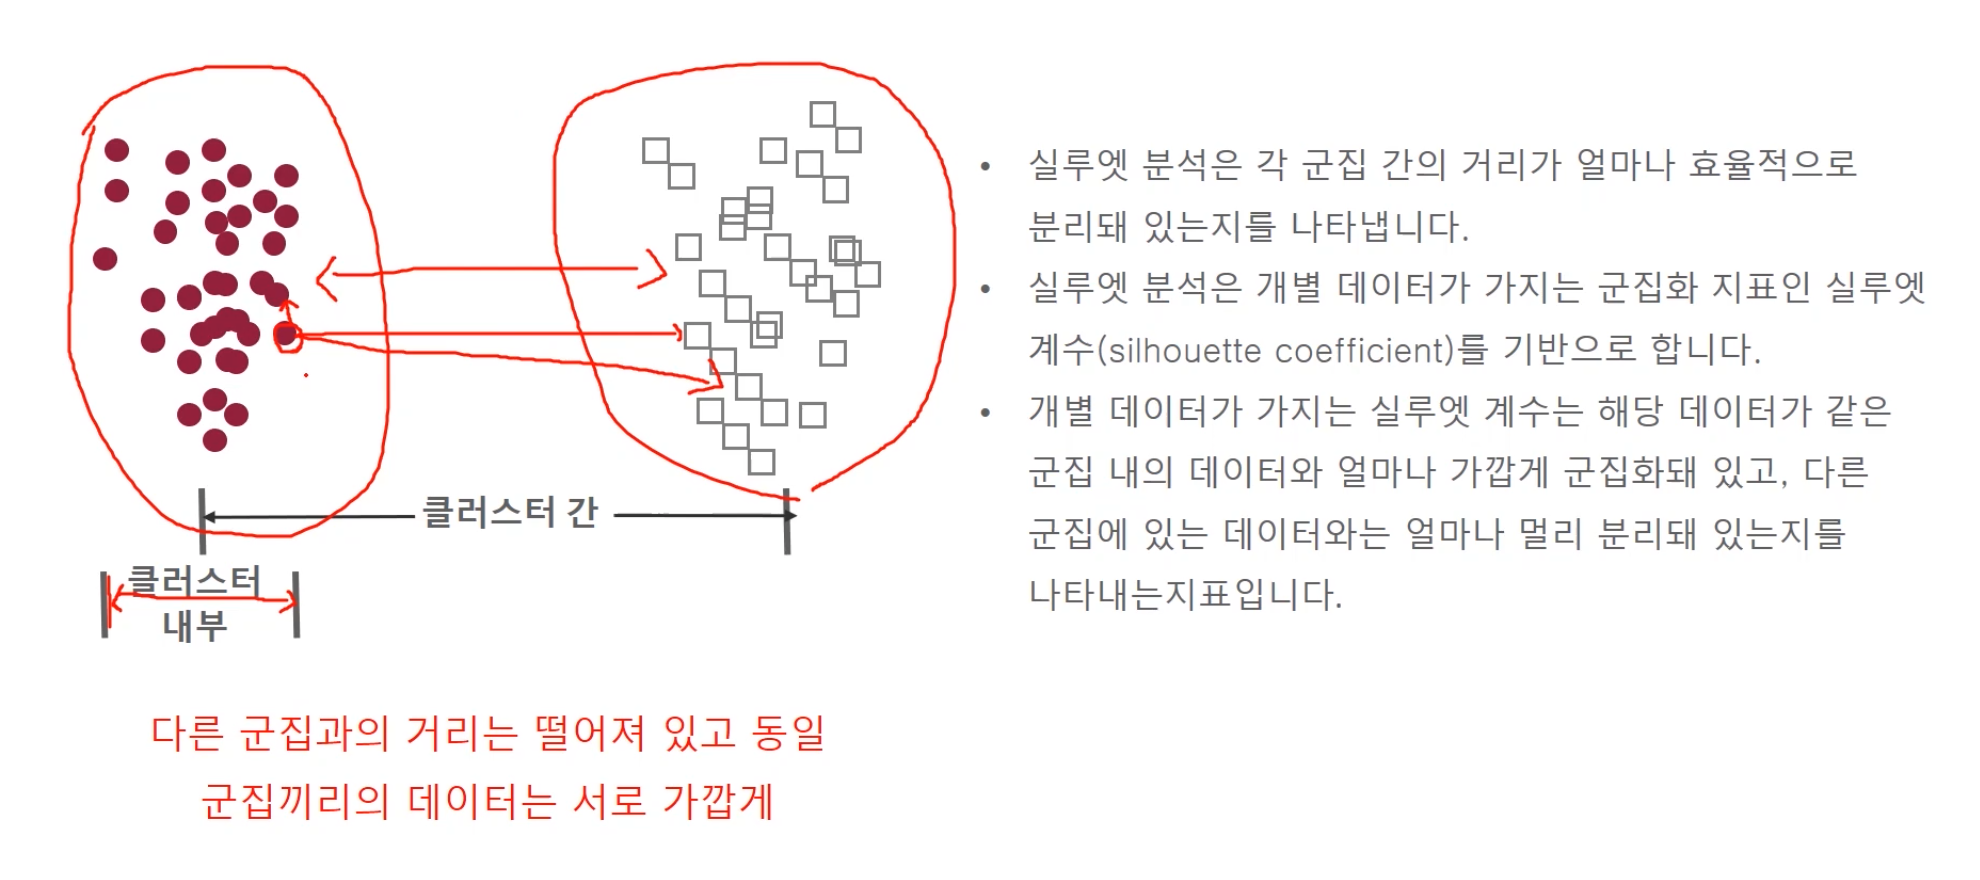 클러스터 간
클러스터
내부
다른 군집과의 거리는 떨어져 있고 동일
군집끼리의 데이터는 서로 가깝게
• 실루엣 분석은 각 군집 간의 거리가 얼마나 효율적으로
분리돼 있는지를 나타냅니다.
• 실루엣 분석은 개별 데이터가 가지는 군집화 지표인 실루엣
계수(silhouette coefficient)를 기반으로 합니다.
• 개별 데이터가 가지는 실루엣 계수는 해당 데이터가 같은
군집 내의 데이터와 얼마나 가깝게 군집화돼 있고, 다른
군집에 있는 데이터와는 얼마나 멀리 분리돼 있는지를
나타내는지표입니다.